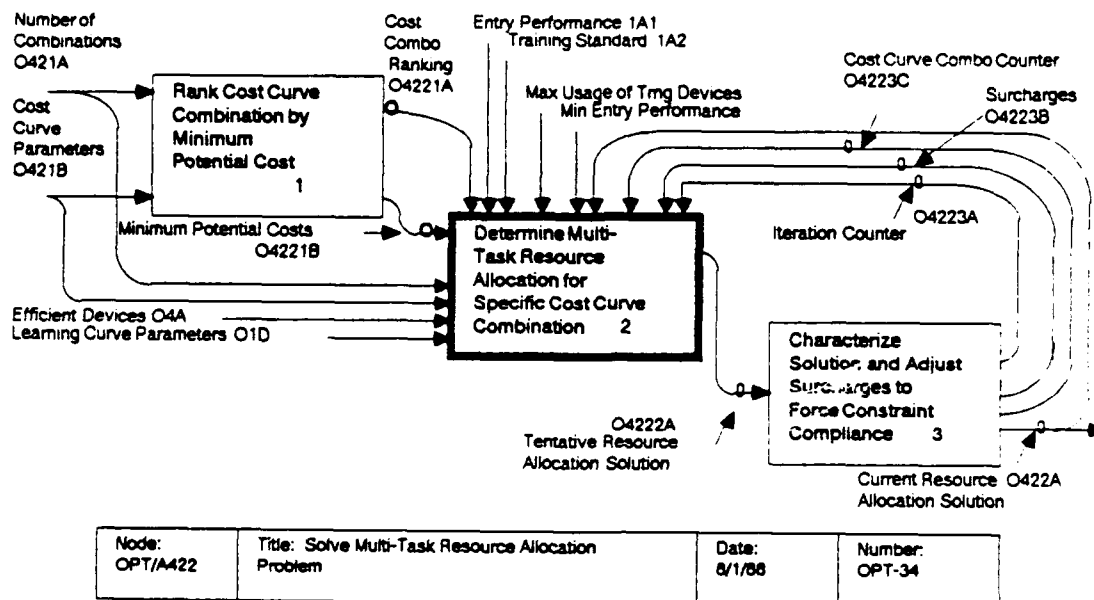 Number of
Combinations
O421A
Cost
Curve
Parameters
O421B
Rank Cost Curve
Combination by
Minimum
Potential Cost
1
Cost
Combo
Ranking
O4221A
Entry Performance 1A1
Training Standard 1A2
Max Usage of Trng Devices
Min Entry Performance
Cost Curve Combo Counter
O4223C
Surcharges
O4223B
O4223A
Iteration Counter
Minimum Potential Costs
O4221B
Efficient Devices O4A
Learning Curve Parameters O1D
Determine Multi-
Task Resource
Allocation for
Specific Cost Curve
Combination 2
Characterize
Solution and Adjust
Surcharges to
Force Constraint
Compliance 3
O4222A
Tentative Resource
Allocation Solution
Current Resource O422A
Allocation Solution
Node:
OPT/A422
Title: Solve Multi-Task Resource Allocation
Problem
Date:
Number:
OPT-34